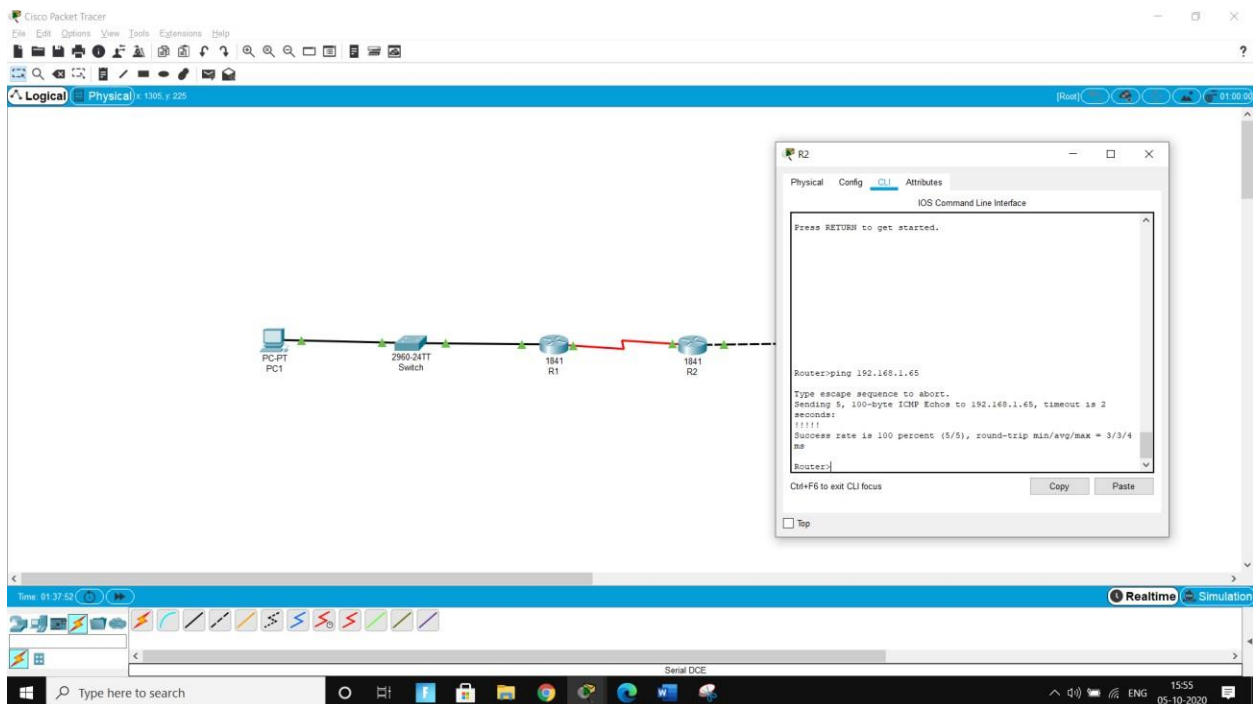 Cisco Packet Tracer
File Edit Options View Tools Extensions Help
?
Logical Physical x: 1305, y: 225 [Root] 01:00:00
R2
Physical Config CLI Attributes
IOS Command Line Interface
Press RETURN to get started.
Router>ping 192.168.1.65
Type escape sequence to abort.
Sending 5, 100-byte ICMP Echos to 192.168.1.65, timeout is 2
seconds:
!!!!!
Success rate is 100 percent (5/5), round-trip min/avg/max = 3/3/4
ms
Router>
Ctrl+F6 to exit CLI focus Copy Paste
Top
PC-PT
PC1
2960-24TT
Switch
1841
R1
1841
R2
Time: 01:37:52 Realtime Simulation
Serial DCE
Type here to search
ENG
15:55
05-10-2020